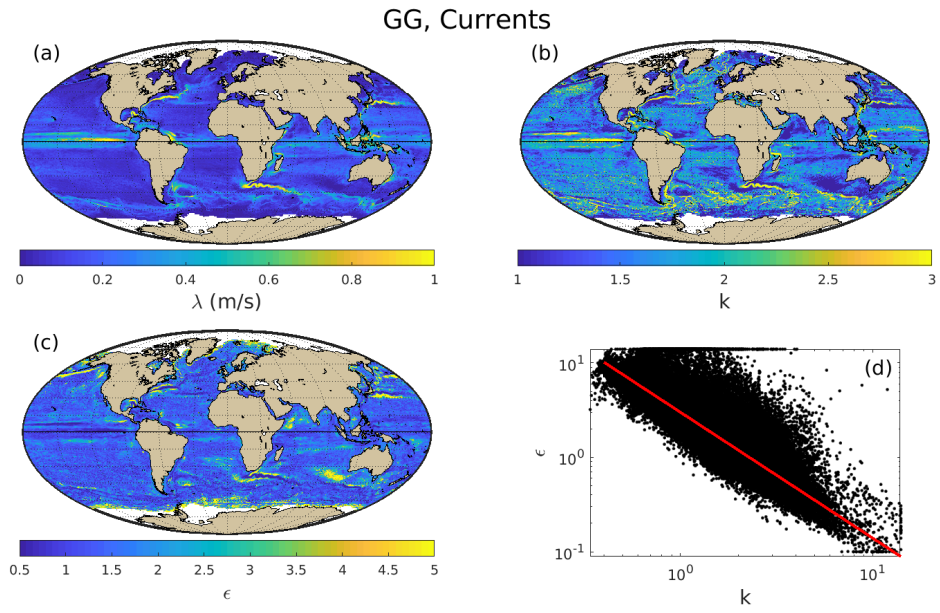 GG, Currents
(a)
(b)
0 0.2 0.4 0.6 0.8 1
λ (m/s)
1 1.5 2 2.5 3
k
(c)
0.5 1 1.5 2 2.5 3 3.5 4 4.5 5
ϵ
(d)
10¹
10⁰
10⁻¹
ϵ
10⁰ 10¹
k